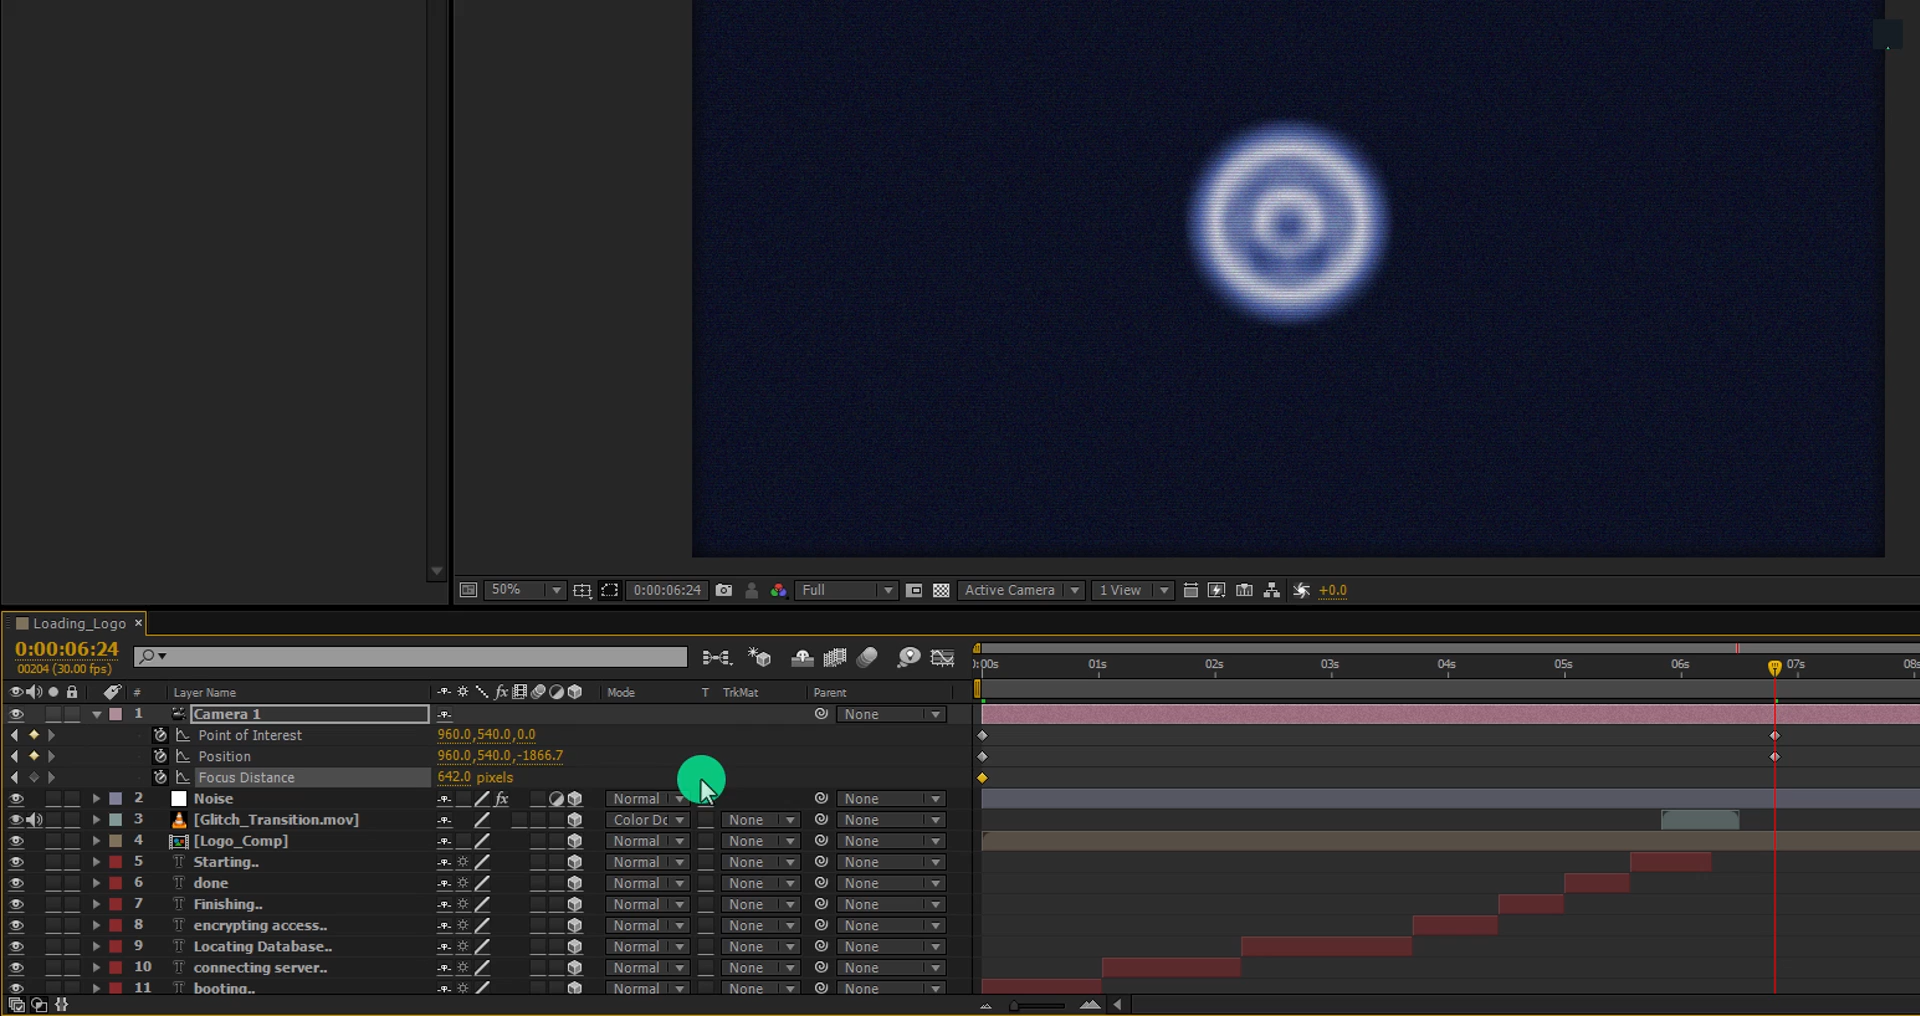 50%
0:00:06:24
Full
Active Camera
1 View
+0.0
Loading_Logo ×
0:00:06:24
00204 (30.00 fps)
0:00s 01s 02s 03s 04s 05s 06s 07s 08s
# Layer Name fx Mode T TrkMat Parent
1 Camera 1 None
Point of Interest 960.0,540.0,0.0
Position 960.0,540.0,-1866.7
Focus Distance 642.0 pixels
2 Noise fx Normal None
3 [Glitch_Transition.mov] Color Do None None
4 [Logo_Comp] Normal None None
5 Starting.. Normal None None
6 done Normal None None
7 Finishing.. Normal None None
8 encrypting access.. Normal None None
9 Locating Database.. Normal None None
10 connecting server.. Normal None None
11 booting.. Normal None None